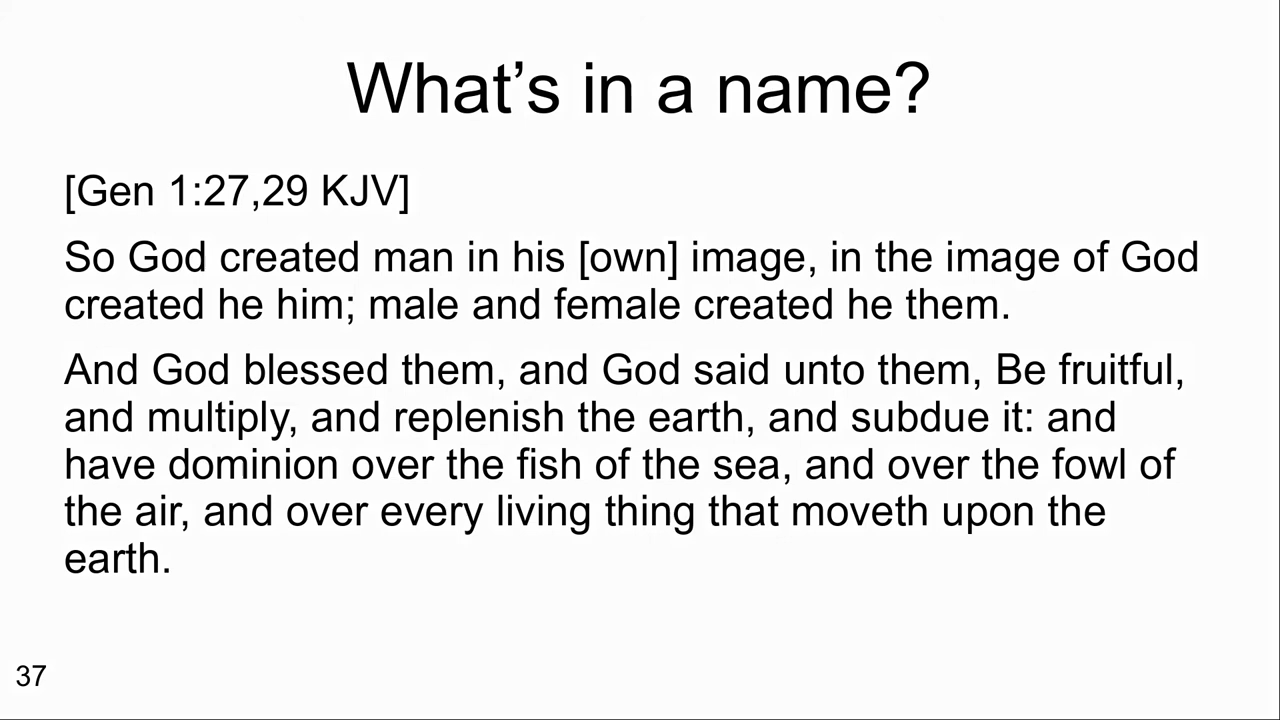 What’s in a name?
[Gen 1:27,29 KJV]
So God created man in his [own] image, in the image of God
created he him; male and female created he them.
And God blessed them, and God said unto them, Be fruitful,
and multiply, and replenish the earth, and subdue it: and
have dominion over the fish of the sea, and over the fowl of
the air, and over every living thing that moveth upon the
earth.
37